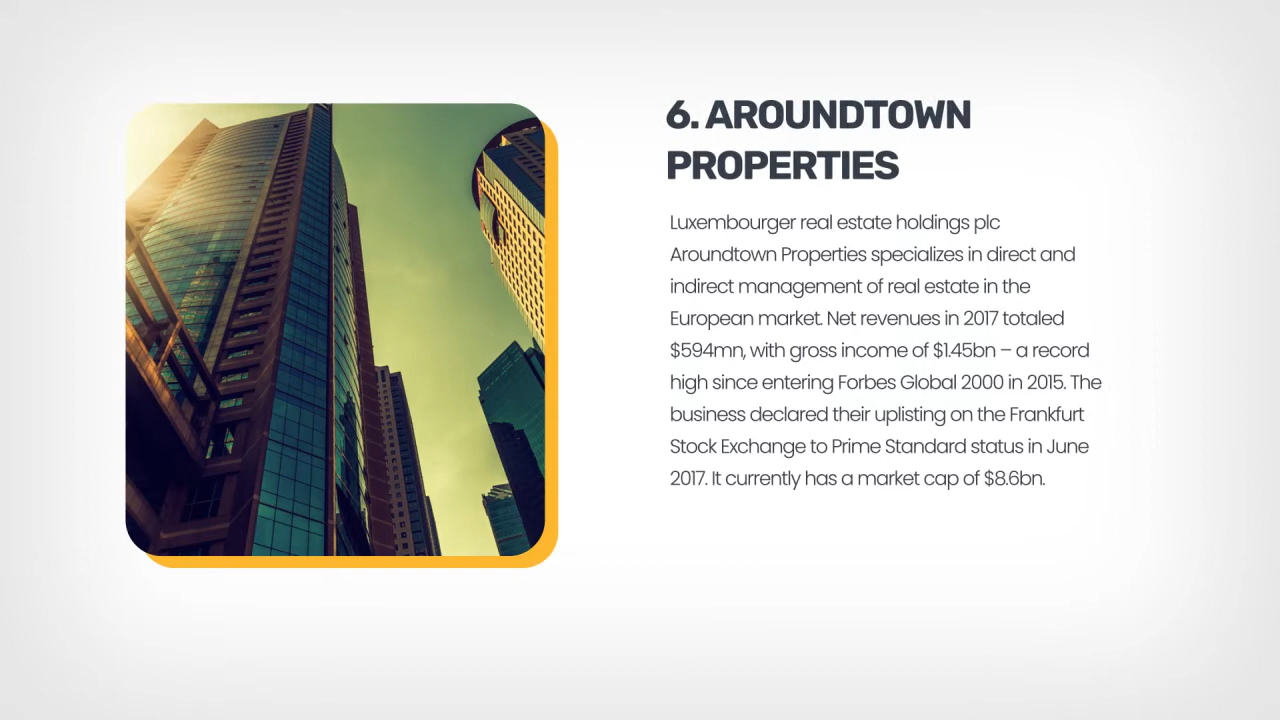 6. AROUNDTOWN
PROPERTIES
Luxembourger real estate holdings plc
Aroundtown Properties specializes in direct and
indirect management of real estate in the
European market. Net revenues in 2017 totaled
$594mn, with gross income of $1.45bn – a record
high since entering Forbes Global 2000 in 2015. The
business declared their uplisting on the Frankfurt
Stock Exchange to Prime Standard status in June
2017. It currently has a market cap of $8.6bn.